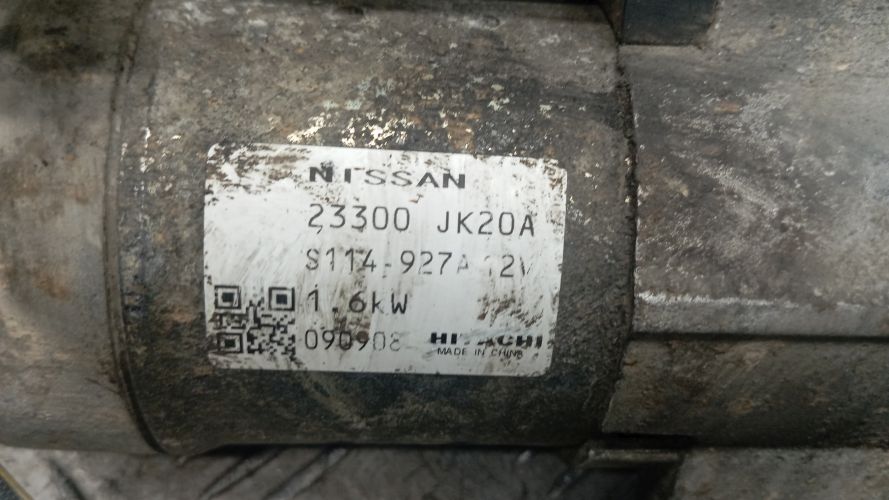 NISSAN
23300 JK20A
S114-927A 12V
1.6kW
090908 HITACHI
MADE IN CHINA